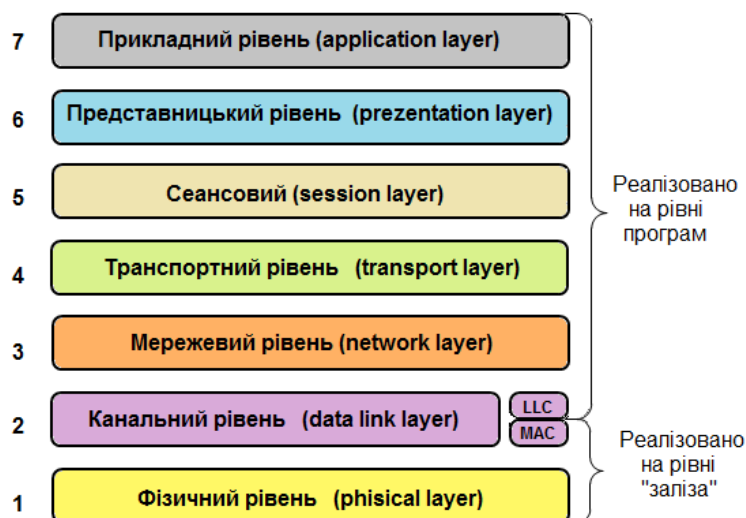 7 Прикладний рівень (application layer)
6 Представницький рівень (prezentation layer)
5 Сеансовий (session layer)
Реалізовано
на рівні
програм
4 Транспортний рівень (transport layer)
3 Мережевий рівень (network layer)
2 Канальний рівень (data link layer)
LLC
MAC
Реалізовано
на рівні
"заліза"
1 Фізичний рівень (phisical layer)